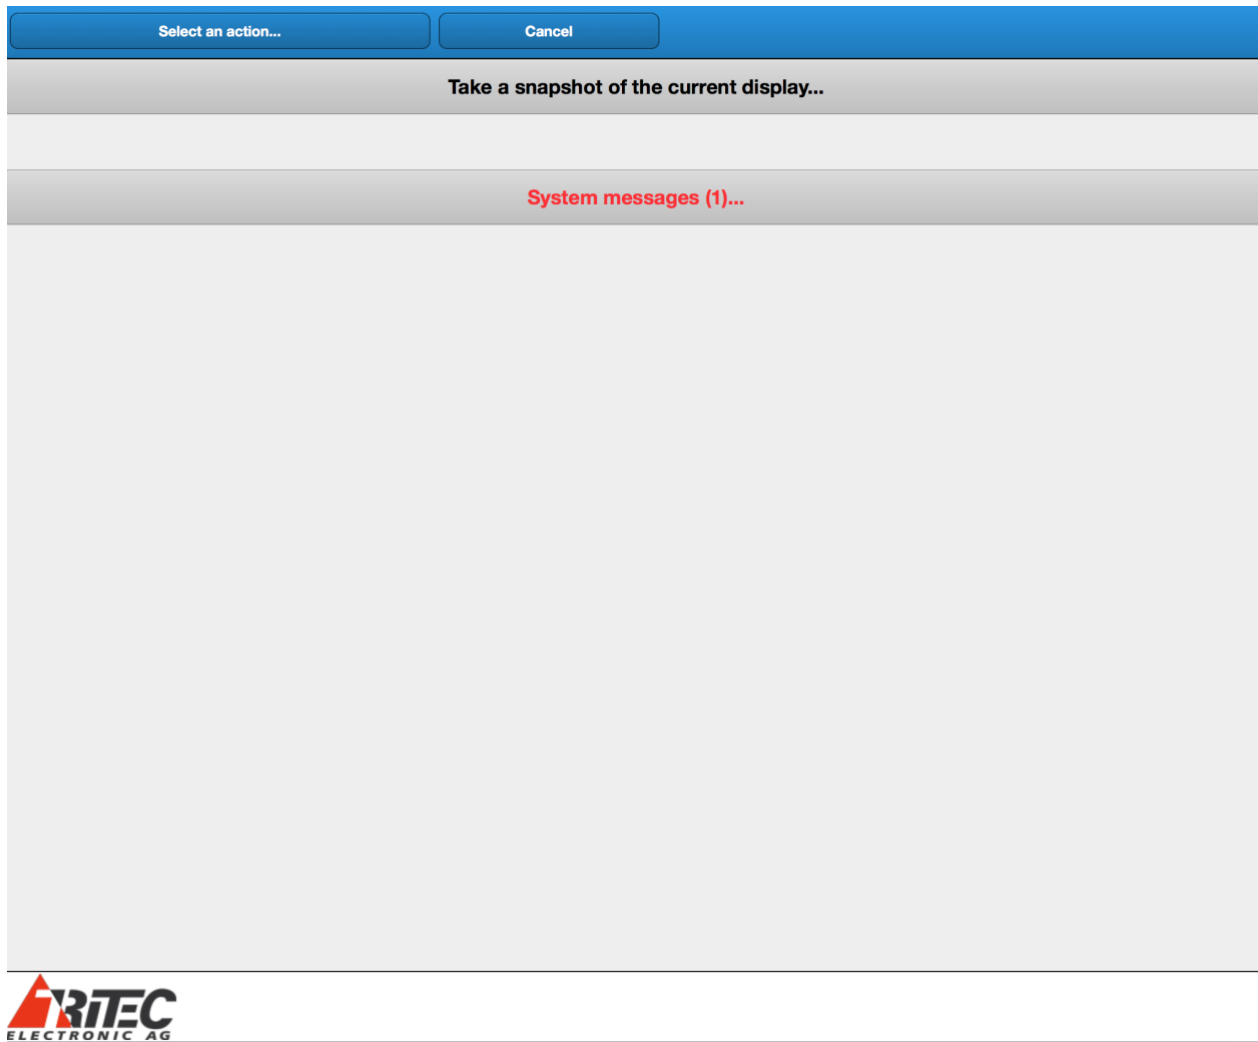 Select an action...
Cancel
Take a snapshot of the current display...
System messages (1)...
TRiTEC
ELECTRONIC AG